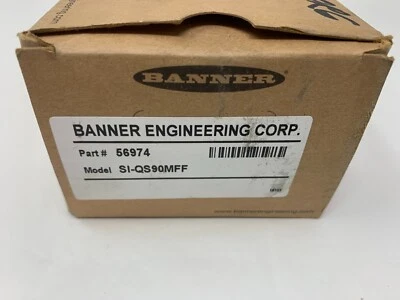 BANNER
BANNER ENGINEERING CORP.
Part # 56974
Model SI-QS90MFF